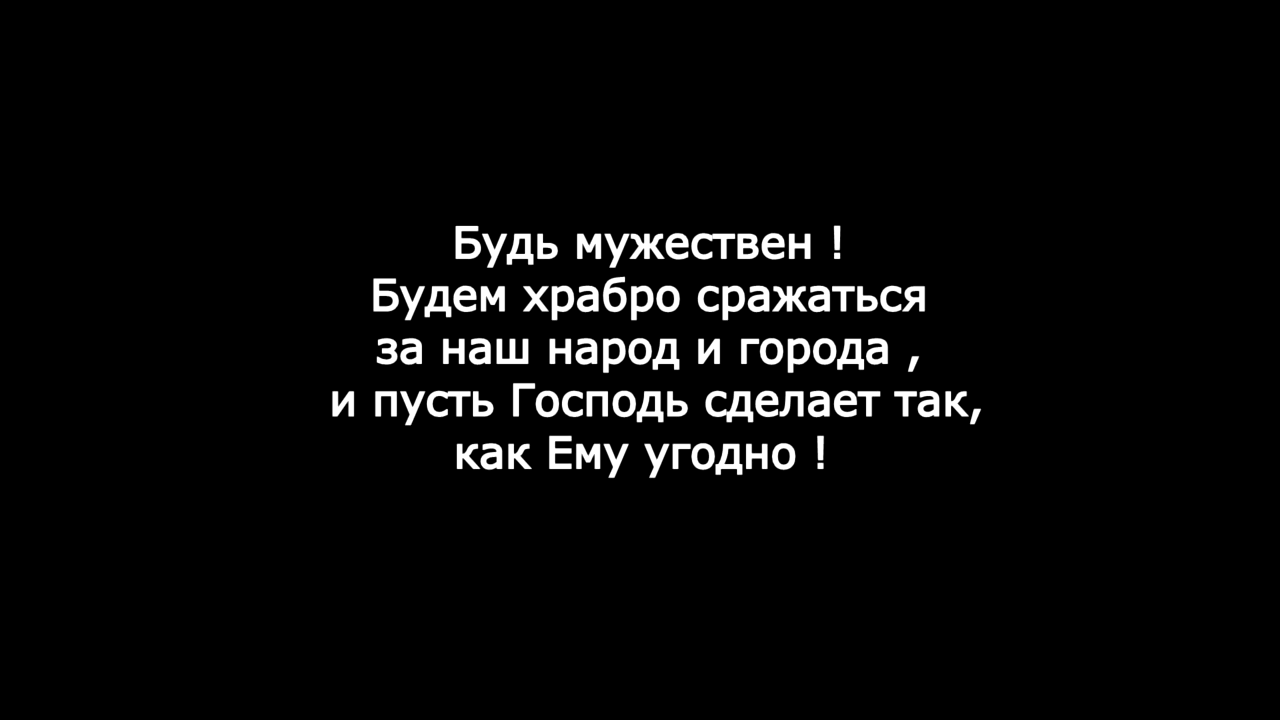 Будь мужествен !
Будем храбро сражаться
за наш народ и города ,
и пусть Господь сделает так,
как Ему угодно !